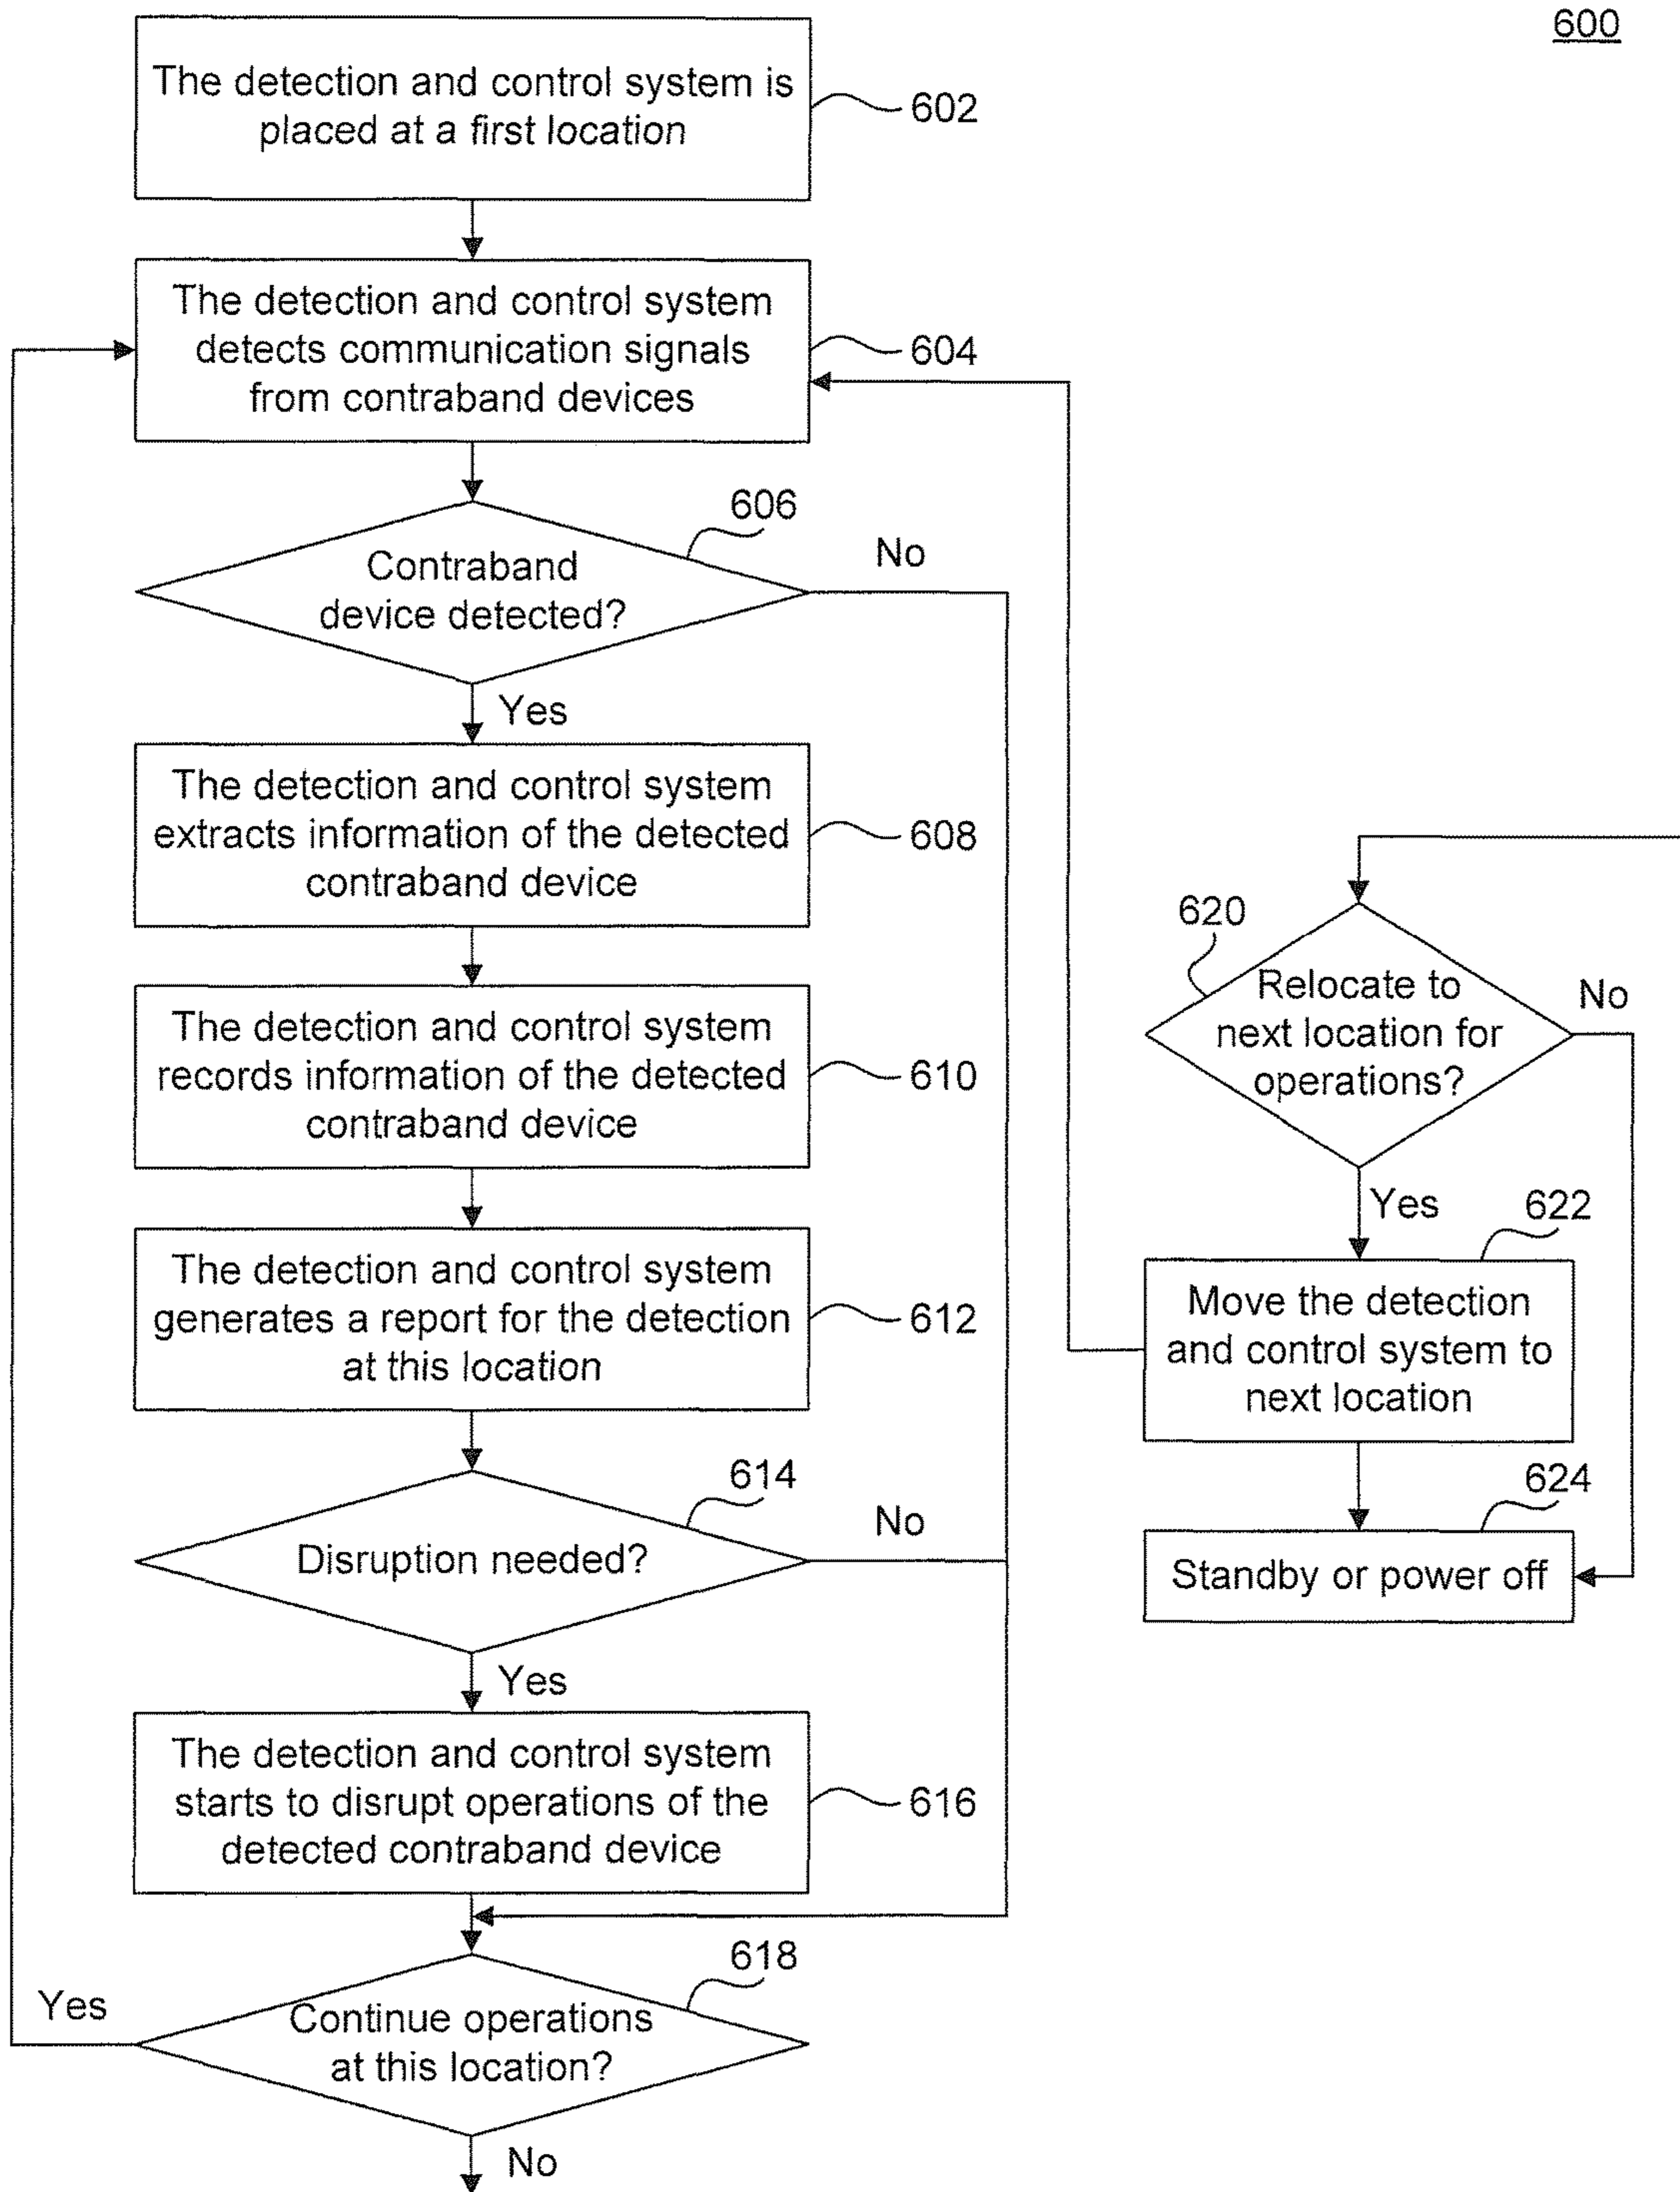 600
The detection and control system is
placed at a first location
602
The detection and control system
detects communication signals
from contraband devices
604
606
Contraband
device detected?
No
Yes
The detection and control system
extracts information of the detected
contraband device
608
The detection and control system
records information of the detected
contraband device
610
The detection and control system
generates a report for the detection
at this location
612
614
Disruption needed?
No
Yes
The detection and control system
starts to disrupt operations of the
detected contraband device
616
618
Continue operations
at this location?
Yes
No
620
Relocate to
next location for
operations?
No
Yes
622
Move the detection
and control system to
next location
624
Standby or power off